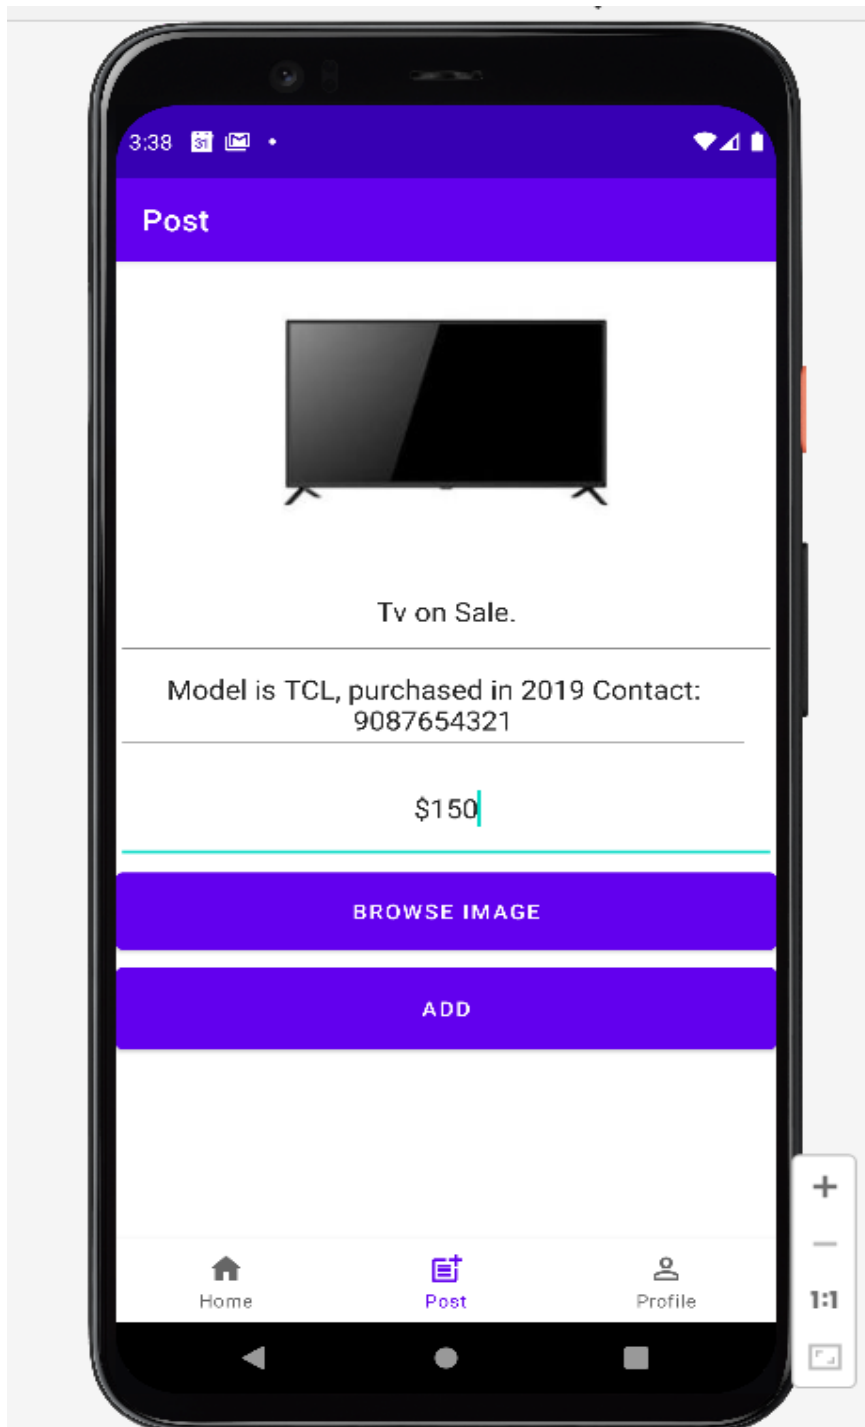 3:38 31
Post
Tv on Sale.
Model is TCL, purchased in 2019 Contact:
9087654321
$150
BROWSE IMAGE
ADD
Home Post Profile
1:1